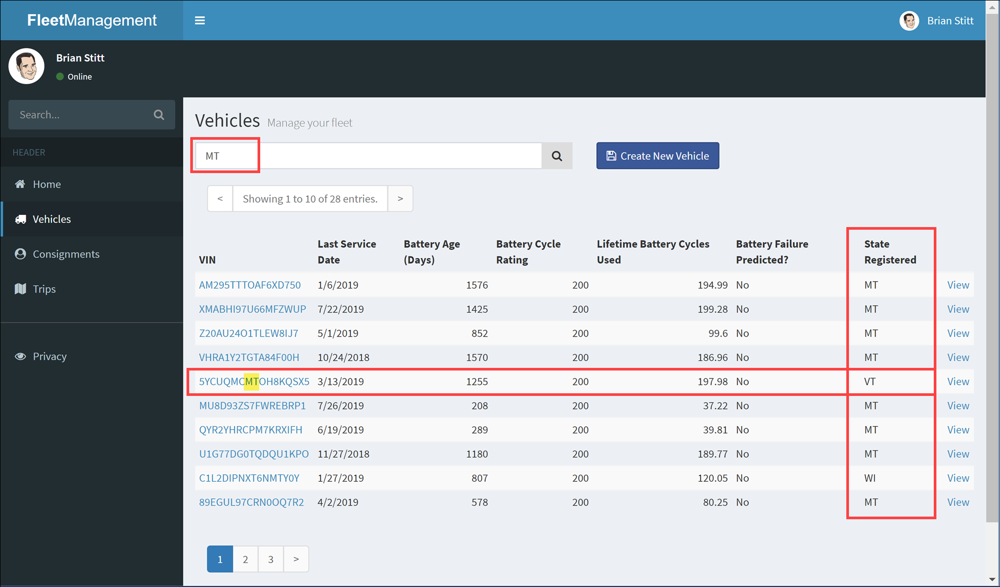 FleetManagement
Brian Stitt
Brian Stitt
Online
Search...
HEADER
Home
Vehicles
Consignments
Trips
Privacy
Vehicles Manage your fleet
MT
Create New Vehicle
< Showing 1 to 10 of 28 entries. >
VIN Last Service Date Battery Age (Days) Battery Cycle Rating Lifetime Battery Cycles Used Battery Failure Predicted? State Registered
AM295TTTOAF6XD750 1/6/2019 1576 200 194.99 No MT View
XMABHI97U66MFZWUP 7/22/2019 1425 200 199.28 No MT View
Z20AU24O1TLEW8IJ7 5/1/2019 852 200 99.6 No MT View
VHRA1Y2TGTA84F00H 10/24/2018 1570 200 186.96 No MT View
5YCUQMCMTOH8KQSX5 3/13/2019 1255 200 197.98 No VT View
MU8D93ZS7FWREBRP1 7/26/2019 208 200 37.22 No MT View
QYR2YHRCPM7KRXIFH 6/19/2019 289 200 39.81 No MT View
U1G77DG0TQDQU1KPO 11/27/2018 1180 200 189.77 No MT View
C1L2DIPNXT6NMTY0Y 1/27/2019 807 200 120.05 No WI View
89EGUL97CRN0OQ7R2 4/2/2019 578 200 80.25 No MT View
1 2 3 >